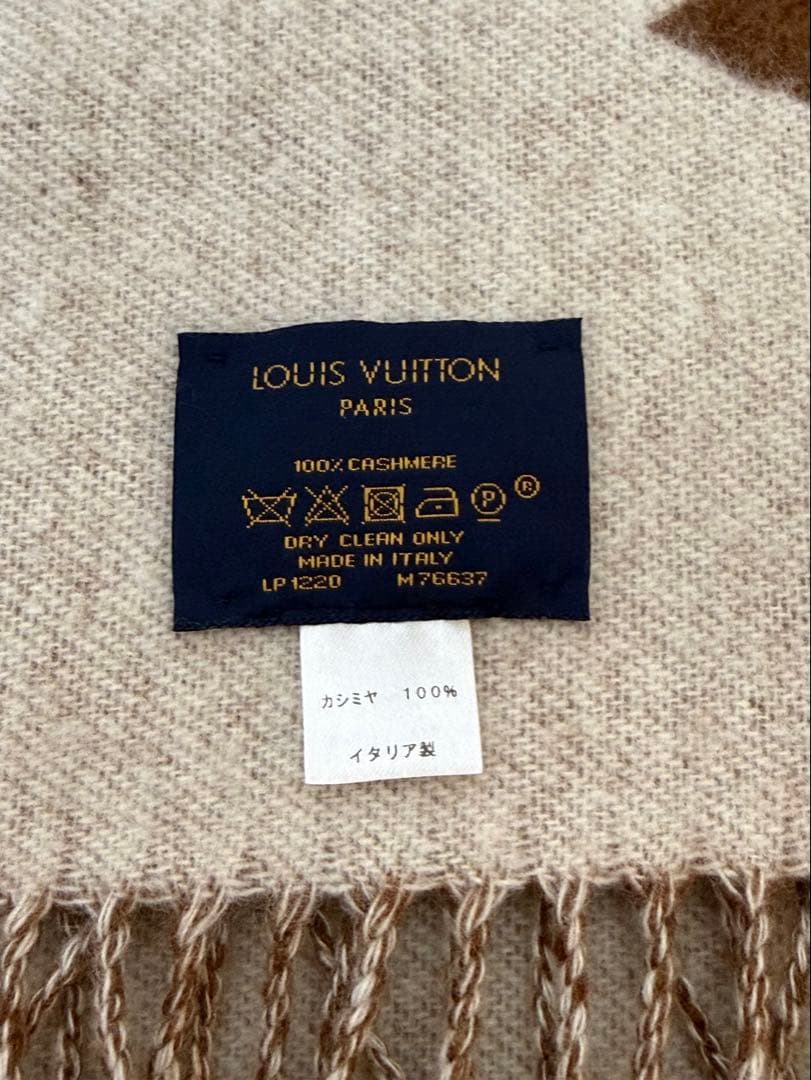 LOUIS VUITTON
PARIS
100% CASHMERE
P ®
DRY CLEAN ONLY
MADE IN ITALY
LP1220 M76637
カシミヤ 100%
イタリア製